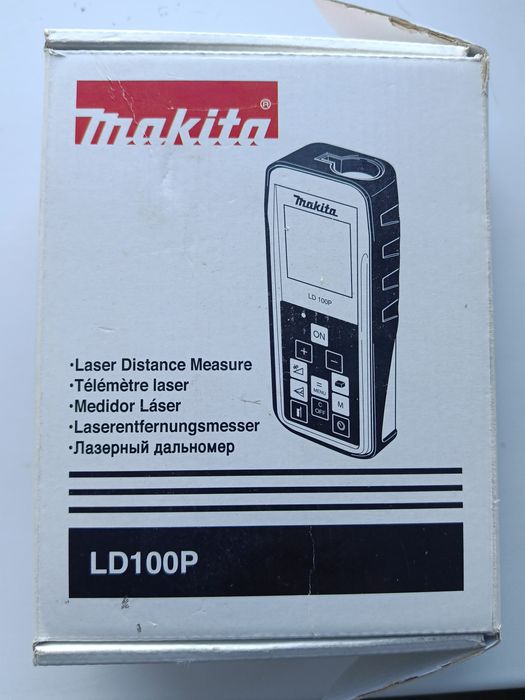 makita®
makita
LD 100P
ON
+ −
= MENU
M
C OFF
•Laser Distance Measure
•Télémètre laser
•Medidor Láser
•Laserentfernungsmesser
•Лазерный дальномер
LD100P